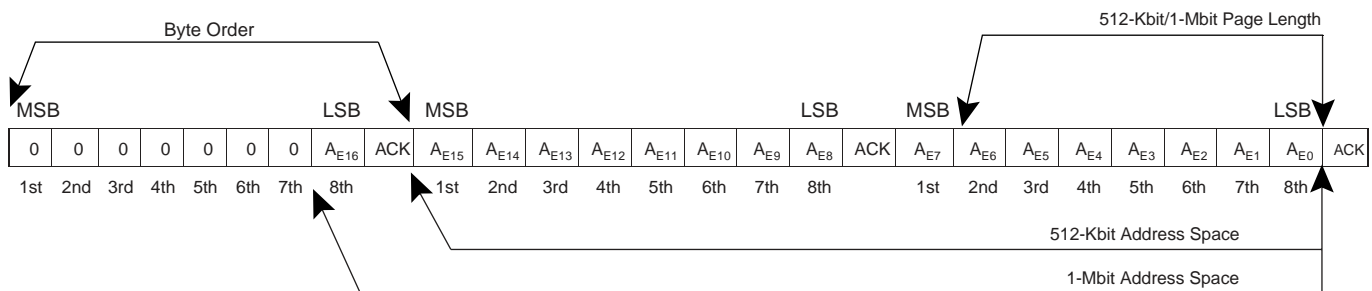 512-Kbit/1-Mbit Page Length
Byte Order
MSB LSB MSB LSB MSB LSB
0 0 0 0 0 0 0 AE16 ACK AE15 AE14 AE13 AE12 AE11 AE10 AE9 AE8 ACK AE7 AE6 AE5 AE4 AE3 AE2 AE1 AE0 ACK
1st 2nd 3rd 4th 5th 6th 7th 8th 1st 2nd 3rd 4th 5th 6th 7th 8th 1st 2nd 3rd 4th 5th 6th 7th 8th
512-Kbit Address Space
1-Mbit Address Space